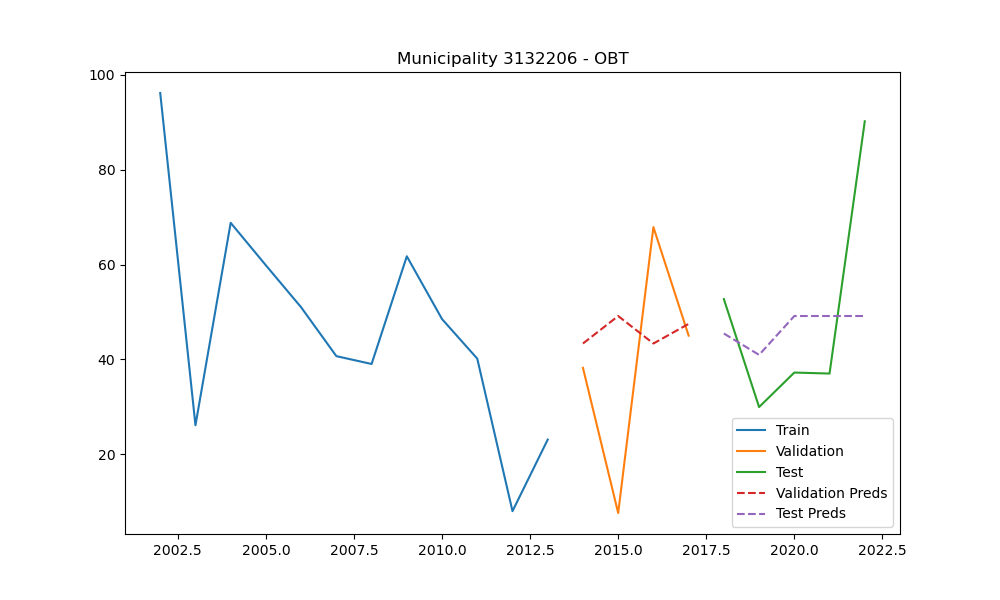 Municipality 3132206 - OBT
100
80
60
40
20
2002.5 2005.0 2007.5 2010.0 2012.5 2015.0 2017.5 2020.0 2022.5
Train
Validation
Test
Validation Preds
Test Preds